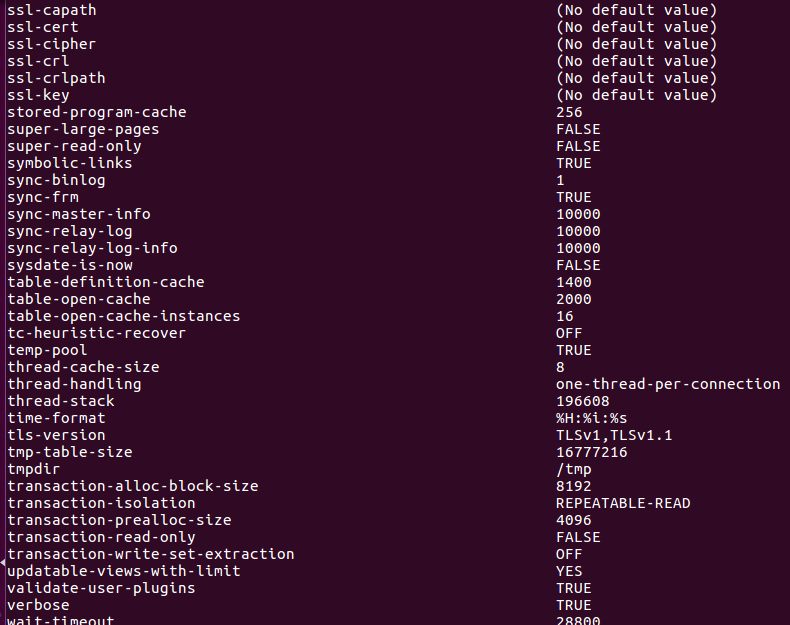 ssl-capath (No default value)
ssl-cert (No default value)
ssl-cipher (No default value)
ssl-crl (No default value)
ssl-crlpath (No default value)
ssl-key (No default value)
stored-program-cache 256
super-large-pages FALSE
super-read-only FALSE
symbolic-links TRUE
sync-binlog 1
sync-frm TRUE
sync-master-info 10000
sync-relay-log 10000
sync-relay-log-info 10000
sysdate-is-now FALSE
table-definition-cache 1400
table-open-cache 2000
table-open-cache-instances 16
tc-heuristic-recover OFF
temp-pool TRUE
thread-cache-size 8
thread-handling one-thread-per-connection
thread-stack 196608
time-format %H:%i:%s
tls-version TLSv1,TLSv1.1
tmp-table-size 16777216
tmpdir /tmp
transaction-alloc-block-size 8192
transaction-isolation REPEATABLE-READ
transaction-prealloc-size 4096
transaction-read-only FALSE
transaction-write-set-extraction OFF
updatable-views-with-limit YES
validate-user-plugins TRUE
verbose TRUE
wait-timeout 28800